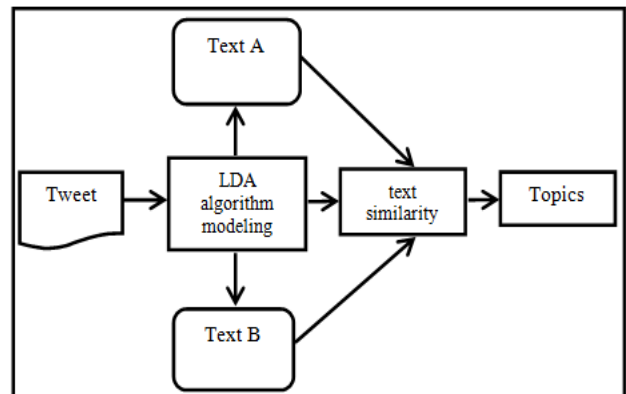 Text A
Tweet
LDA
algorithm
modeling
text
similarity
Topics
Text B